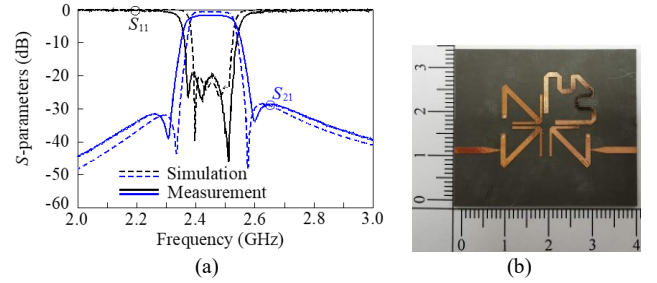 0
-10
-20
-30
-40
-50
-60
S-parameters (dB)
S11
S21
Simulation
Measurement
2.0 2.2 2.4 2.6 2.8 3.0
Frequency (GHz)
(a)
3
2
1
0
0 1 2 3 4
(b)